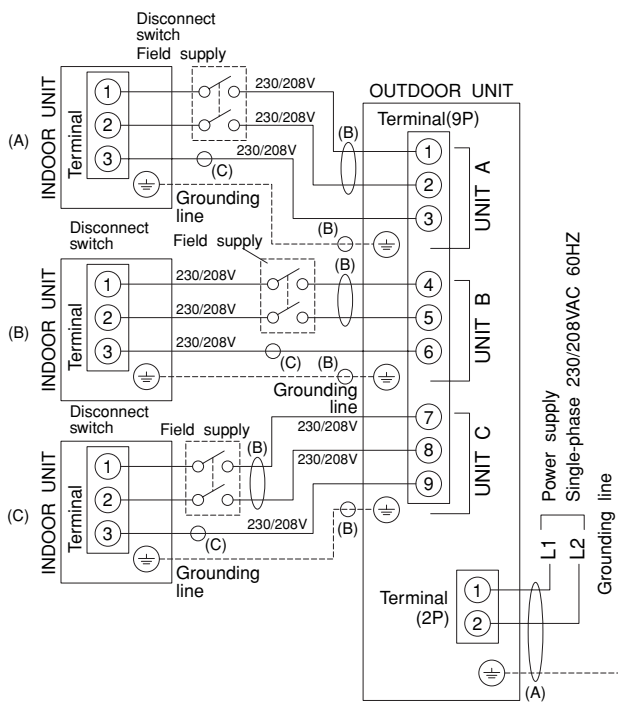 Disconnect
switch
Field supply
(A)
INDOOR UNIT
Terminal
1
2
3
230/208V
230/208V
230/208V
(C)
Grounding
line
(B)
(B)
OUTDOOR UNIT
Terminal(9P)
1
2
3
UNIT A
Disconnect
switch
Field supply
(B)
INDOOR UNIT
Terminal
1
2
3
230/208V
230/208V
230/208V
(B)
(C)
(B)
Grounding
line
4
5
6
UNIT B
Disconnect
switch
Field supply
(C)
INDOOR UNIT
Terminal
1
2
3
(B)
230/208V
230/208V
230/208V
(C)
(B)
Grounding
line
7
8
9
UNIT C
Power supply
Single-phase 230/208VAC 60HZ
L1
L2
Grounding line
Terminal
(2P)
1
2
(A)